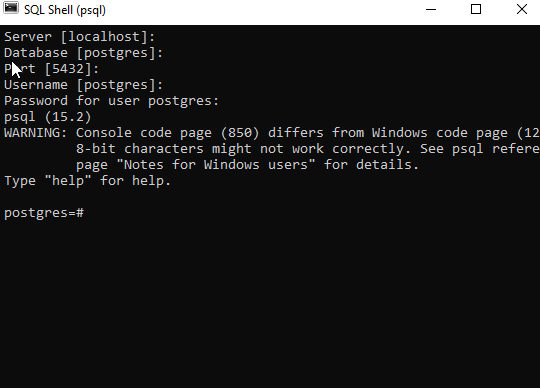 SQL Shell (psql)
Server [localhost]:
Database [postgres]:
Port [5432]:
Username [postgres]:
Password for user postgres:
psql (15.2)
WARNING: Console code page (850) differs from Windows code page (12
8-bit characters might not work correctly. See psql refere
page "Notes for Windows users" for details.
Type "help" for help.
postgres=#